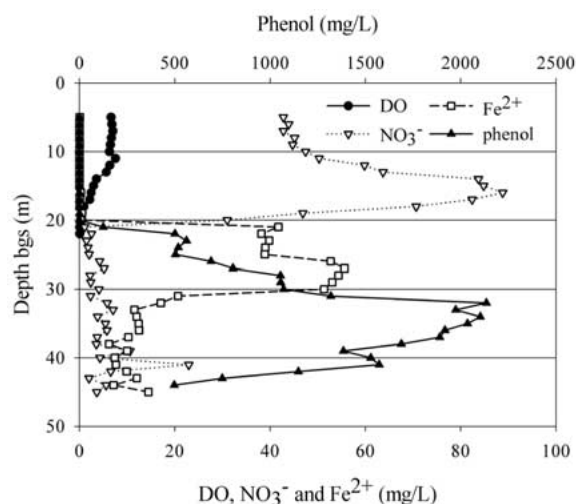 Phenol (mg/L)
0 500 1000 1500 2000 2500
0
DO Fe²⁺
NO₃⁻ phenol
10
20
Depth bgs (m)
30
40
50
0 20 40 60 80 100
DO, NO₃⁻ and Fe²⁺ (mg/L)